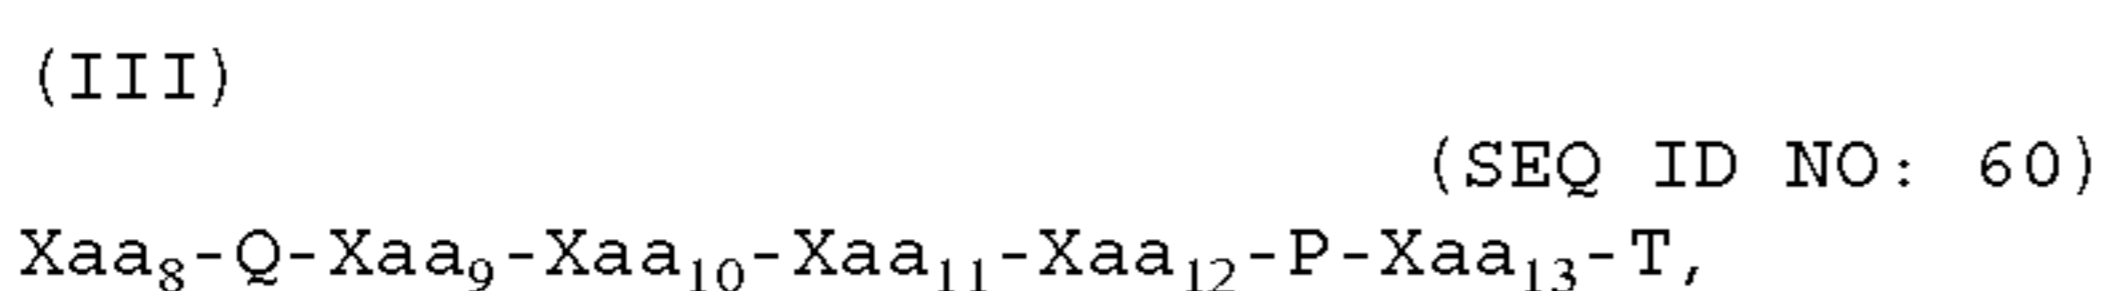 (III)
(SEQ ID NO: 60)
Xaa₈-Q-Xaa₉-Xaa₁₀-Xaa₁₁-Xaa₁₂-P-Xaa₁₃-T,